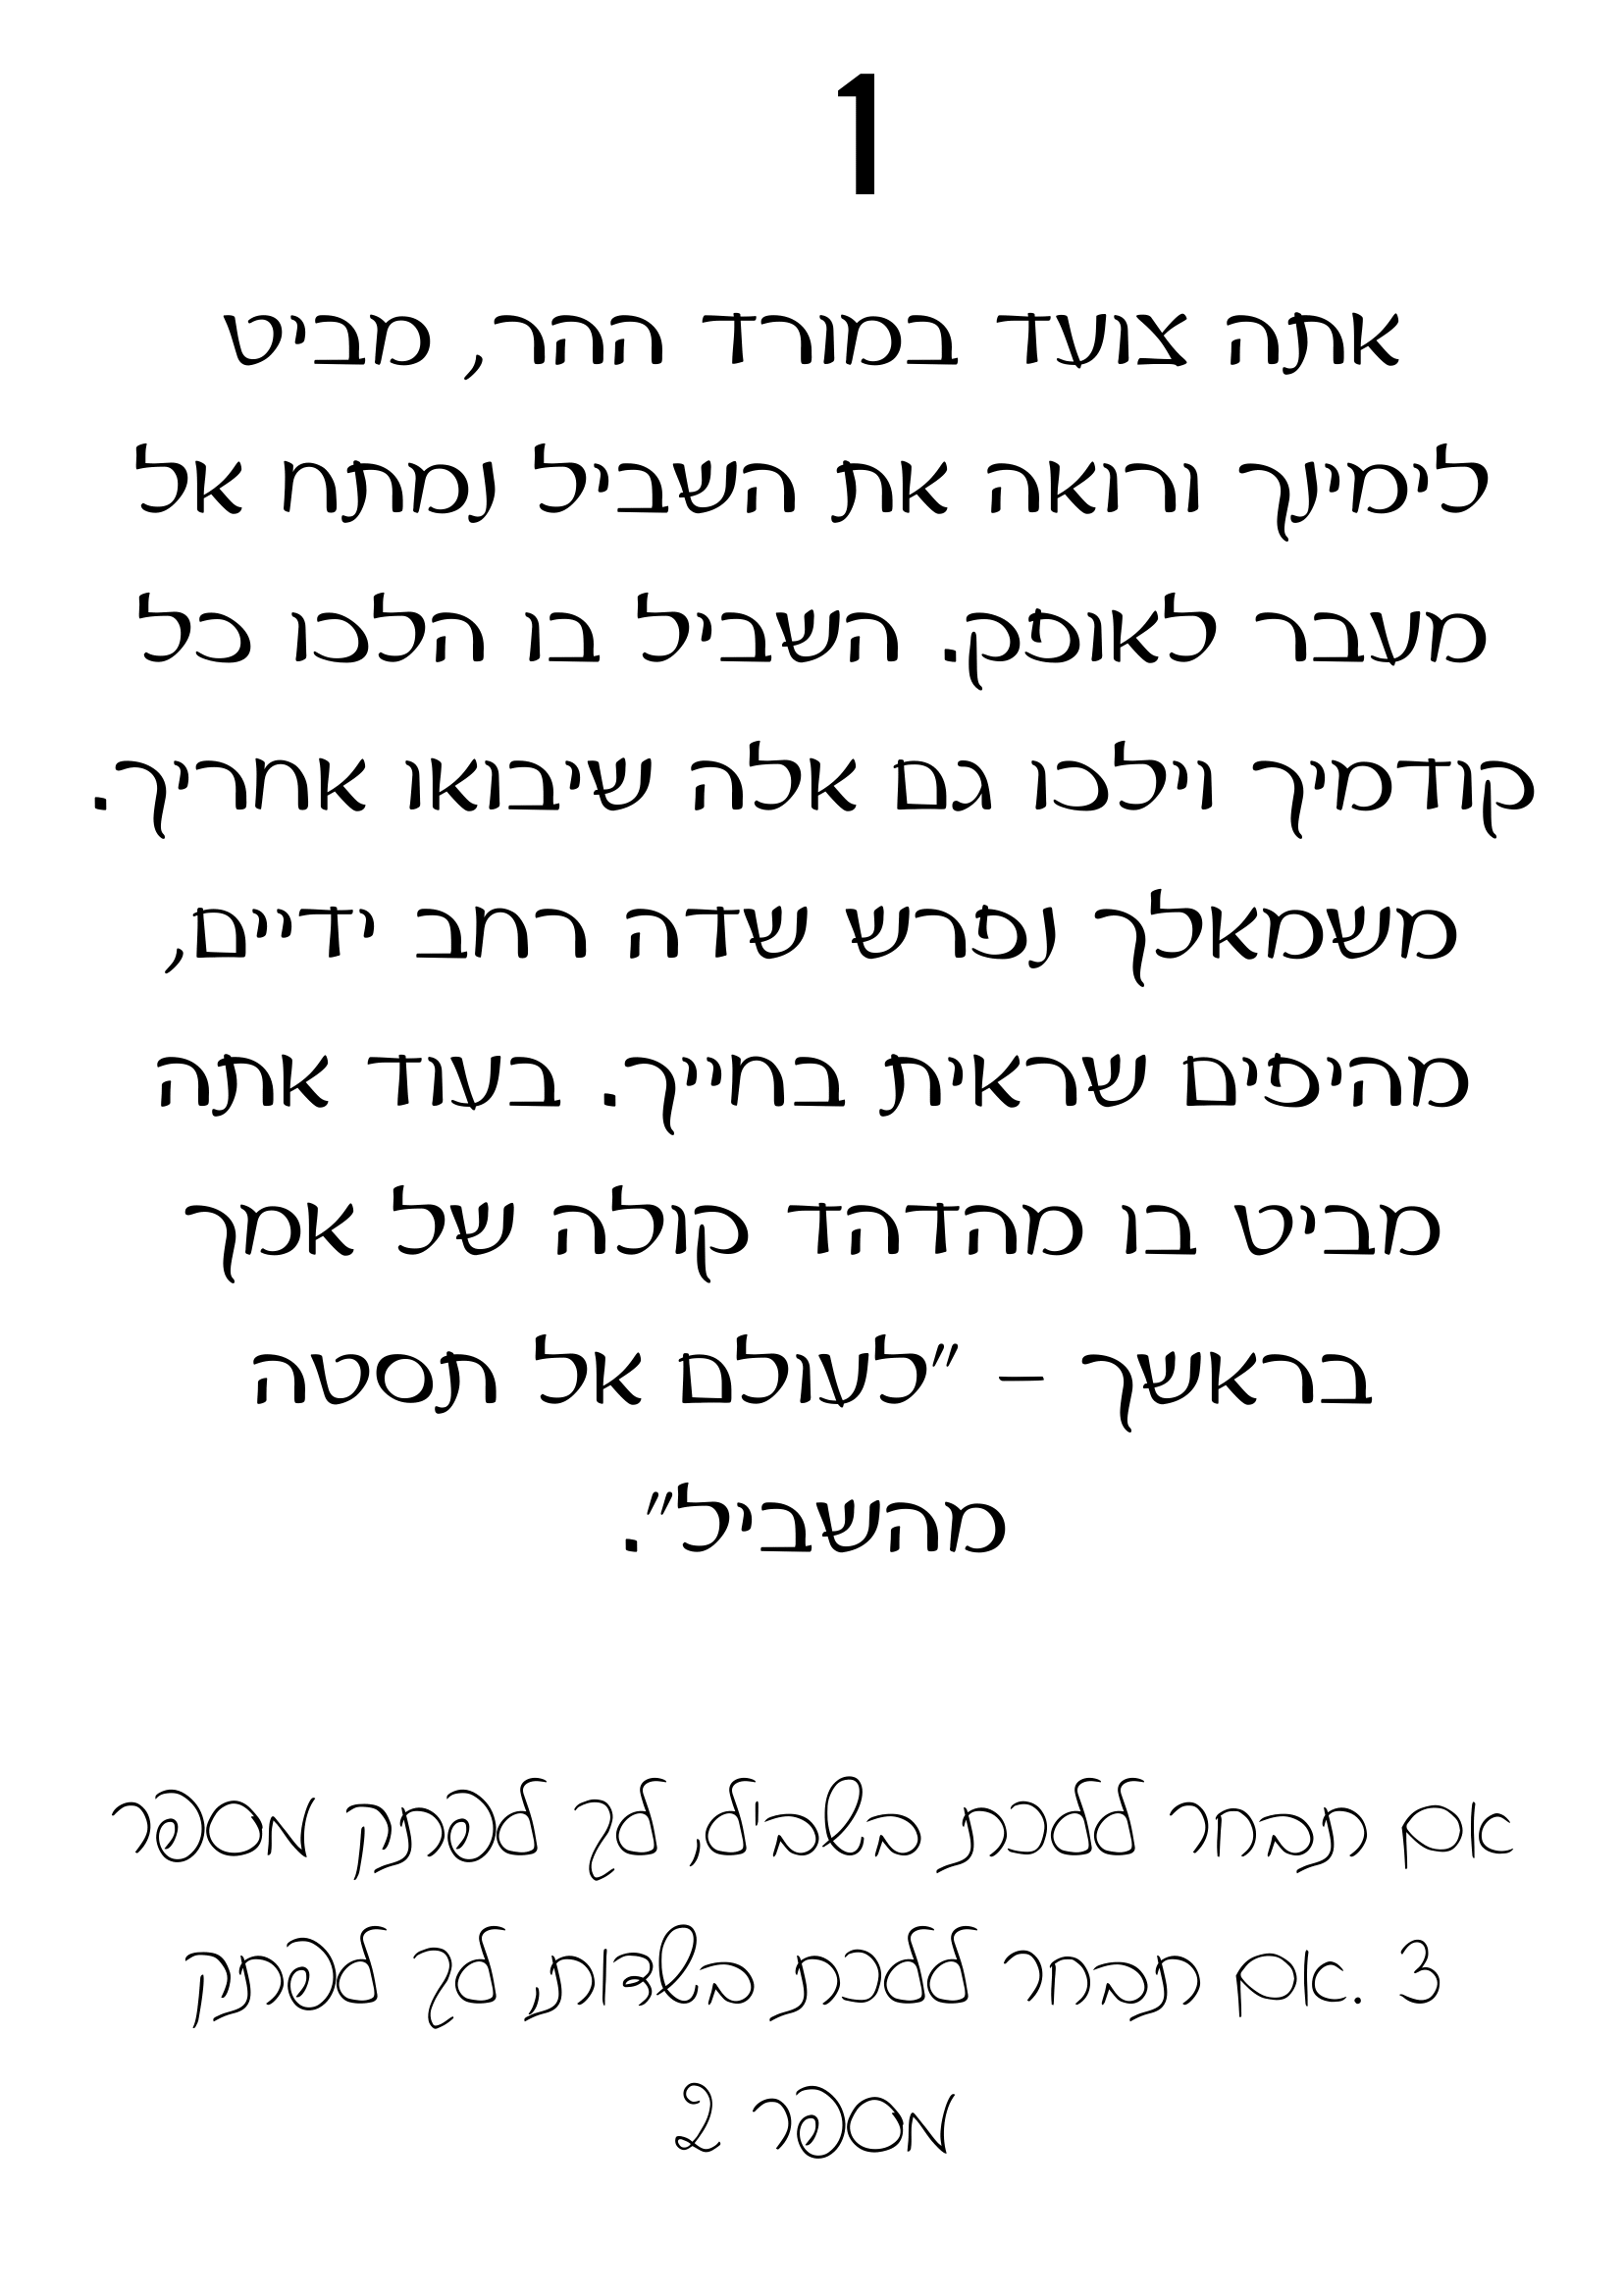 1
אתה צועד במורד ההר, מביט
לימינך ורואה את השביל נמתח אל
מעבר לאופק. השביל בו הלכו כל
קודמיך וילכו גם אלה שיבואו אחריך.
משמאלך נפרש שדה רחב ידיים,
מהיפים שראית בחייך. בעוד אתה
מביט בו מהדהד קולה של אמך
בראשך – "לעולם אל תסטה
מהשביל".
אם תבחר ללכת בשביל, לך לפרק מספר
3 .אם תבחר ללכת בשדות, לך לפרק
מספר 2